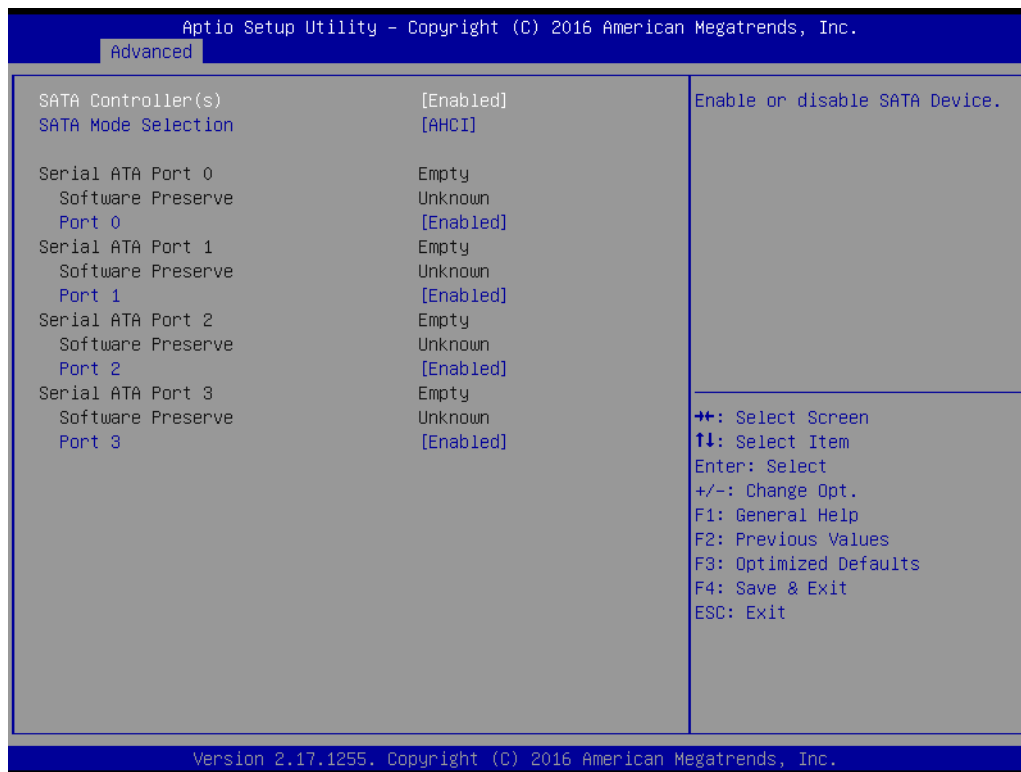 Aptio Setup Utility – Copyright (C) 2016 American Megatrends, Inc.
Advanced
SATA Controller(s) [Enabled]
SATA Mode Selection [AHCI]
Serial ATA Port 0 Empty
Software Preserve Unknown
Port 0 [Enabled]
Serial ATA Port 1 Empty
Software Preserve Unknown
Port 1 [Enabled]
Serial ATA Port 2 Empty
Software Preserve Unknown
Port 2 [Enabled]
Serial ATA Port 3 Empty
Software Preserve Unknown
Port 3 [Enabled]
Enable or disable SATA Device.
→←: Select Screen
↑↓: Select Item
Enter: Select
+/-: Change Opt.
F1: General Help
F2: Previous Values
F3: Optimized Defaults
F4: Save & Exit
ESC: Exit
Version 2.17.1255. Copyright (C) 2016 American Megatrends, Inc.